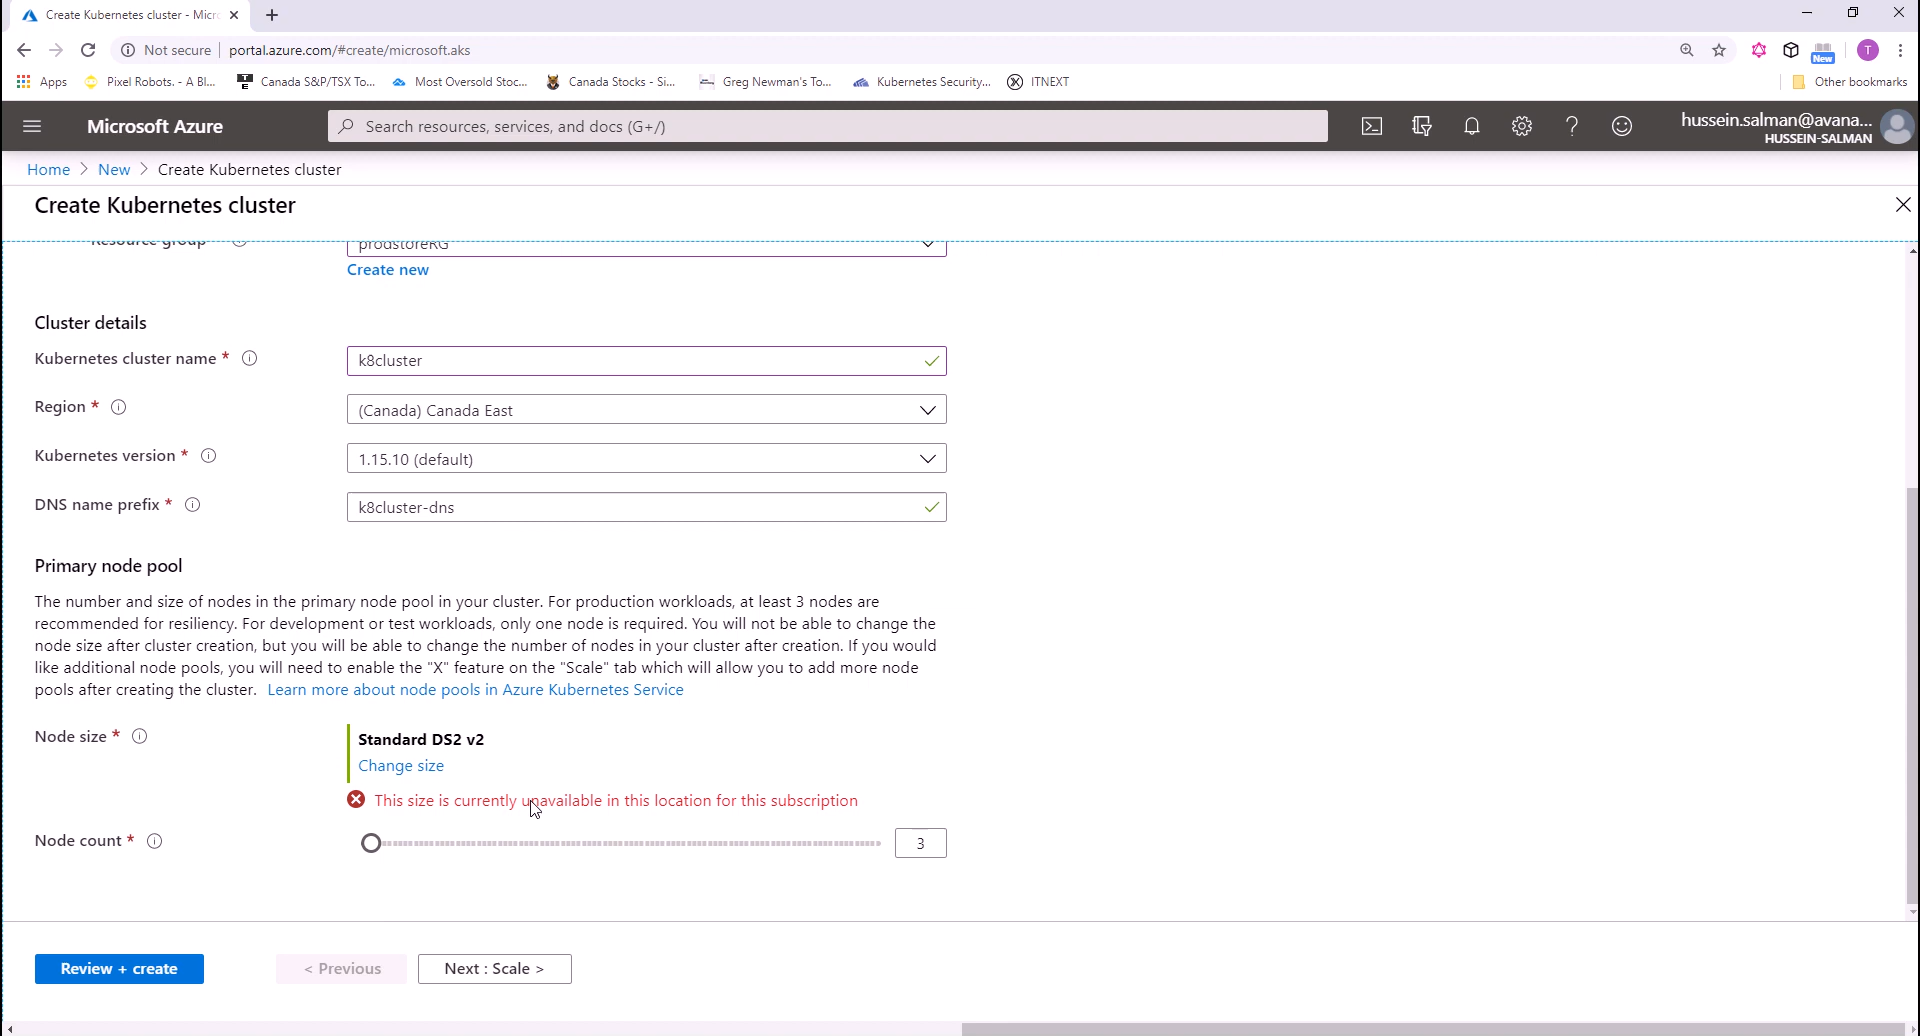 Create Kubernetes cluster - Micr
Not secure
portal.azure.com/#create/microsoft.aks
T
New
Apps
Pixel Robots. - A Bl...
Canada S&P/TSX To...
Most Oversold Stoc...
Canada Stocks - Si...
Greg Newman's To...
Kubernetes Security...
ITNEXT
Other bookmarks
Microsoft Azure
Search resources, services, and docs (G+/)
hussein.salman@avana...
HUSSEIN-SALMAN
Home > New > Create Kubernetes cluster
Create Kubernetes cluster
Resource group
prodstoreRG
Create new
Cluster details
Kubernetes cluster name *
k8cluster
Region *
(Canada) Canada East
Kubernetes version *
1.15.10 (default)
DNS name prefix *
k8cluster-dns
Primary node pool
The number and size of nodes in the primary node pool in your cluster. For production workloads, at least 3 nodes are
recommended for resiliency. For development or test workloads, only one node is required. You will not be able to change the
node size after cluster creation, but you will be able to change the number of nodes in your cluster after creation. If you would
like additional node pools, you will need to enable the "X" feature on the "Scale" tab which will allow you to add more node
pools after creating the cluster. Learn more about node pools in Azure Kubernetes Service
Node size *
Standard DS2 v2
Change size
This size is currently unavailable in this location for this subscription
Node count *
3
Review + create
< Previous
Next : Scale >